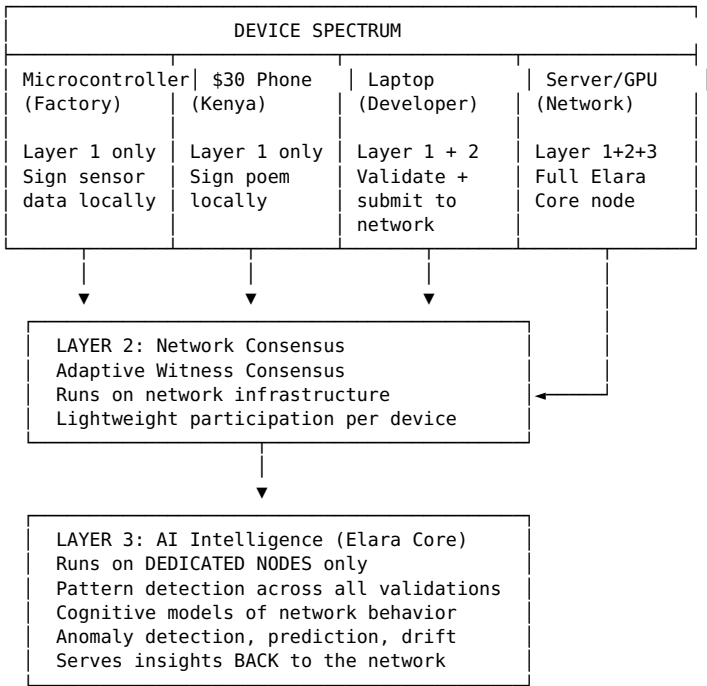 DEVICE SPECTRUM
Microcontroller $30 Phone Laptop Server/GPU
(Factory) (Kenya) (Developer) (Network)
Layer 1 only Layer 1 only Layer 1 + 2 Layer 1+2+3
Sign sensor Sign poem Validate + Full Elara
data locally locally submit to Core node
network
LAYER 2: Network Consensus
Adaptive Witness Consensus
Runs on network infrastructure
Lightweight participation per device
LAYER 3: AI Intelligence (Elara Core)
Runs on DEDICATED NODES only
Pattern detection across all validations
Cognitive models of network behavior
Anomaly detection, prediction, drift
Serves insights BACK to the network